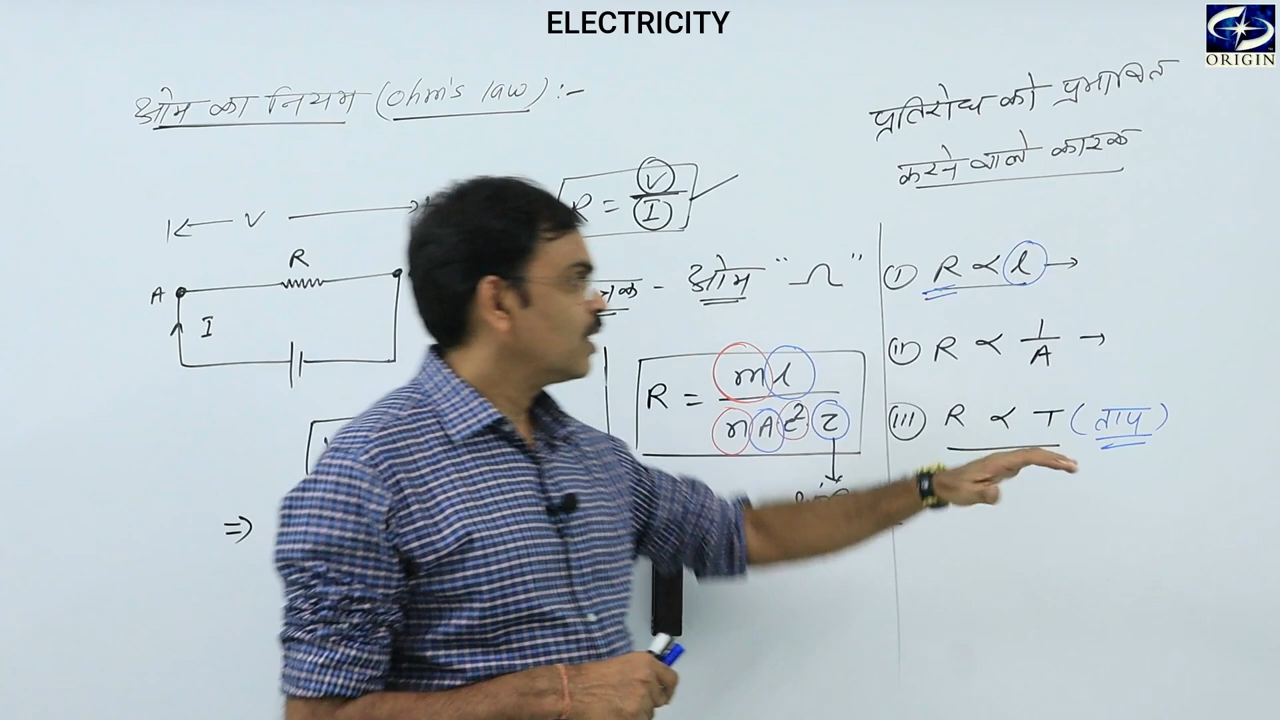 ELECTRICITY
ORIGIN
ओम का नियम (ohm's law) :-
V
R
A
I
R = V / I
- ओम "Ω"
R = ml / nAe²τ
⇒
प्रतिरोध को प्रभावित
करने वाले कारक
(i) R ∝ l →
(ii) R ∝ 1/A →
(iii) R ∝ T (ताप)